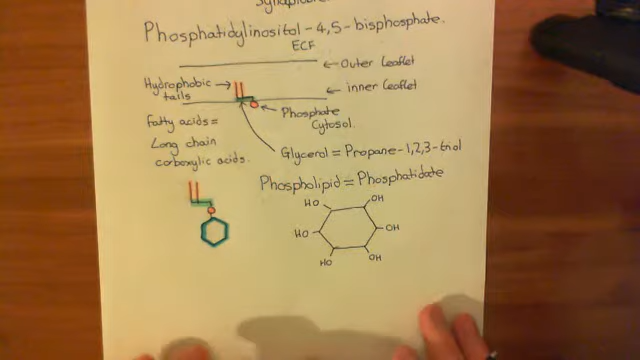 Phosphatidylinositol-4,5-bisphosphate.
ECF
Outer leaflet
Hydrophobic
tails
inner leaflet
Phosphate
Cytosol.
Fatty acids =
Long chain
carboxylic acids.
Glycerol = Propane-1,2,3-triol
Phospholipid = Phosphatidate
HO
OH
HO
OH
HO
OH